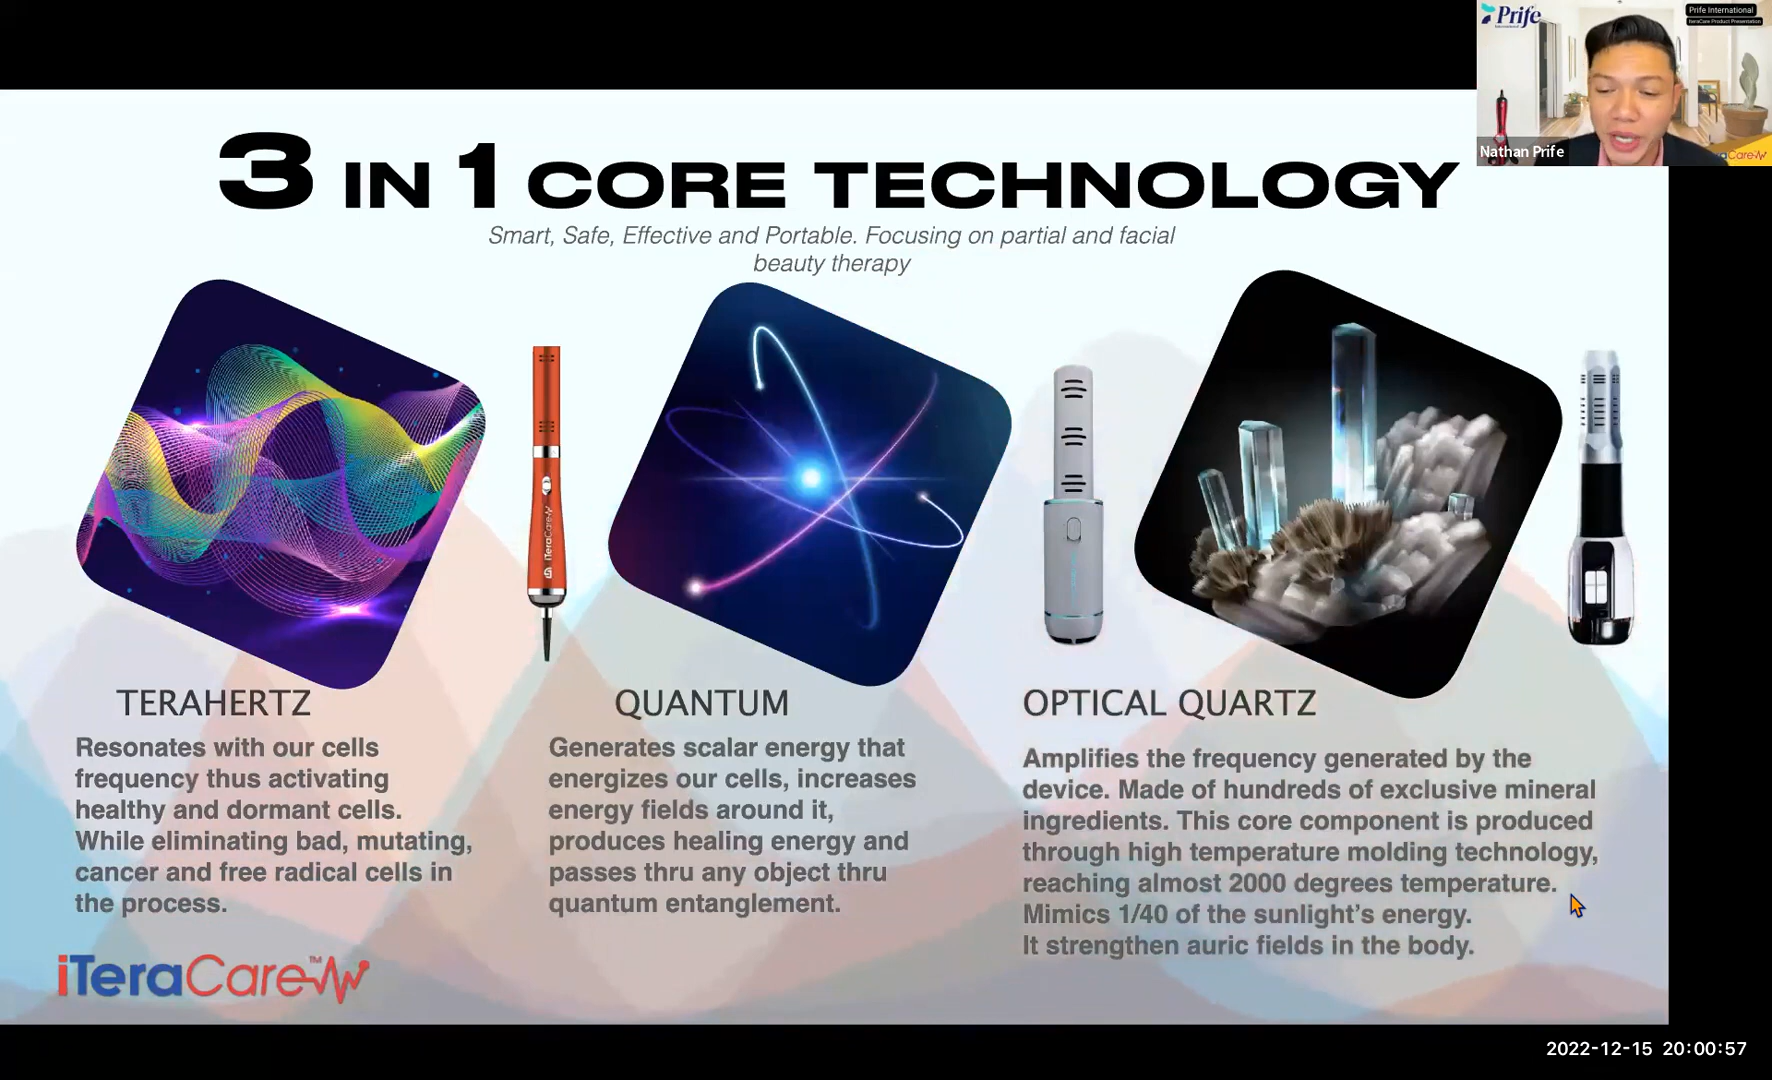 Prife
Prife International
iteraCare Product Presentation
Nathan Prife
aCare
3 IN 1 CORE TECHNOLOGY
Smart, Safe, Effective and Portable. Focusing on partial and facial
beauty therapy
iTeraCare
TERAHERTZ
Resonates with our cells
frequency thus activating
healthy and dormant cells.
While eliminating bad, mutating,
cancer and free radical cells in
the process.
QUANTUM
Generates scalar energy that
energizes our cells, increases
energy fields around it,
produces healing energy and
passes thru any object thru
quantum entanglement.
OPTICAL QUARTZ
Amplifies the frequency generated by the
device. Made of hundreds of exclusive mineral
ingredients. This core component is produced
through high temperature molding technology,
reaching almost 2000 degrees temperature.
Mimics 1/40 of the sunlight’s energy.
It strengthen auric fields in the body.
iTeraCare™
2022-12-15 20:00:57